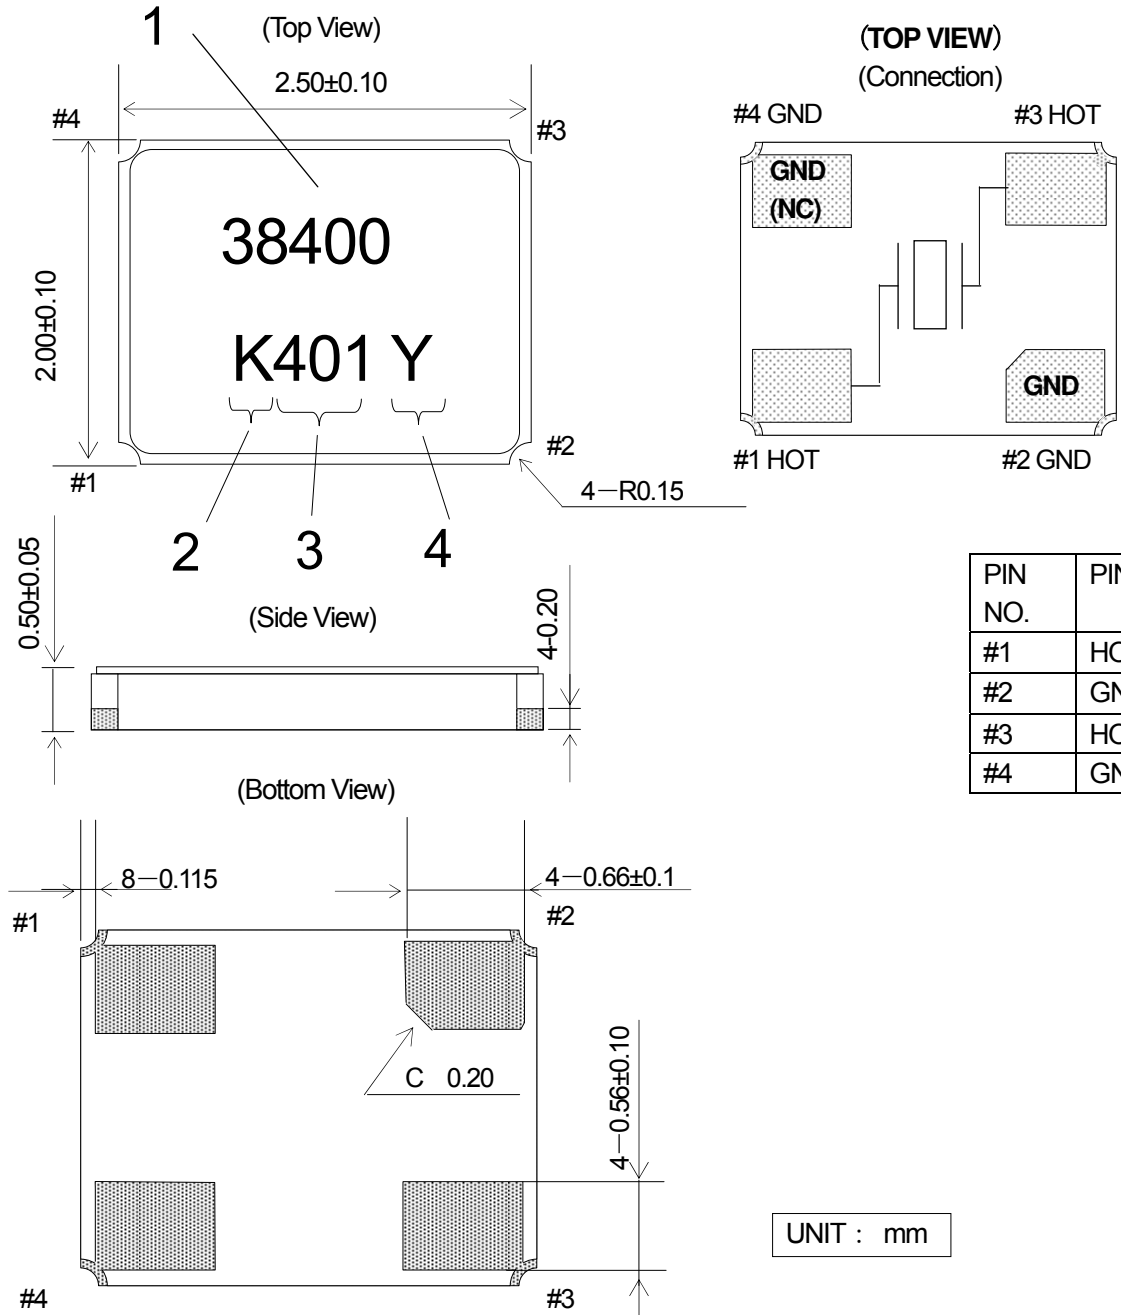 1
(Top View)
2.50±0.10
#4
#3
38400
K401 Y
2.00±0.10
#1
#2
4－R0.15
2
3
4
(TOP VIEW)
(Connection)
#4 GND
#3 HOT
GND
(NC)
GND
#1 HOT
#2 GND
(Side View)
0.50±0.05
4-0.20
PIN NO.
#1
#2
#3
#4
(Bottom View)
8－0.115
4－0.66±0.1
#1
#2
C 0.20
4－0.56±0.10
#4
#3
UNIT : mm